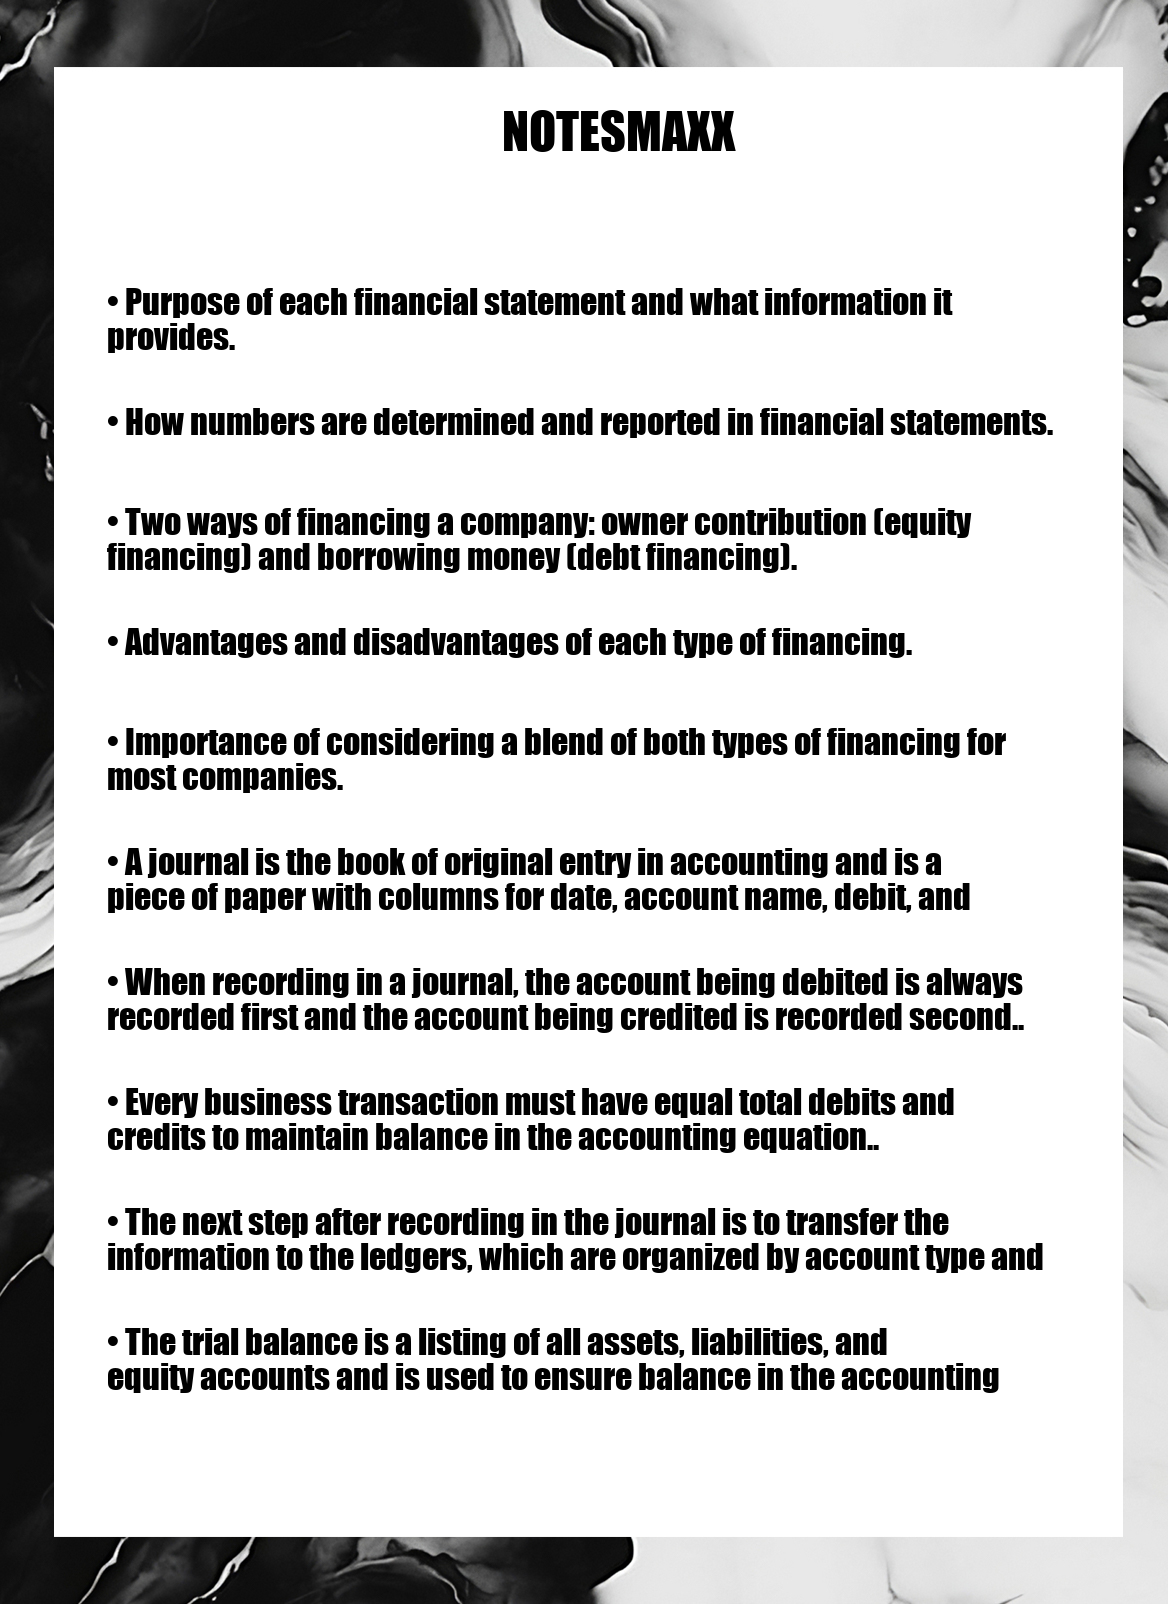 NOTESMAXX
• Purpose of each financial statement and what information it
provides.
• How numbers are determined and reported in financial statements.
• Two ways of financing a company: owner contribution (equity
financing) and borrowing money (debt financing).
• Advantages and disadvantages of each type of financing.
• Importance of considering a blend of both types of financing for
most companies.
• A journal is the book of original entry in accounting and is a
piece of paper with columns for date, account name, debit, and
• When recording in a journal, the account being debited is always
recorded first and the account being credited is recorded second..
• Every business transaction must have equal total debits and
credits to maintain balance in the accounting equation..
• The next step after recording in the journal is to transfer the
information to the ledgers, which are organized by account type and
• The trial balance is a listing of all assets, liabilities, and
equity accounts and is used to ensure balance in the accounting